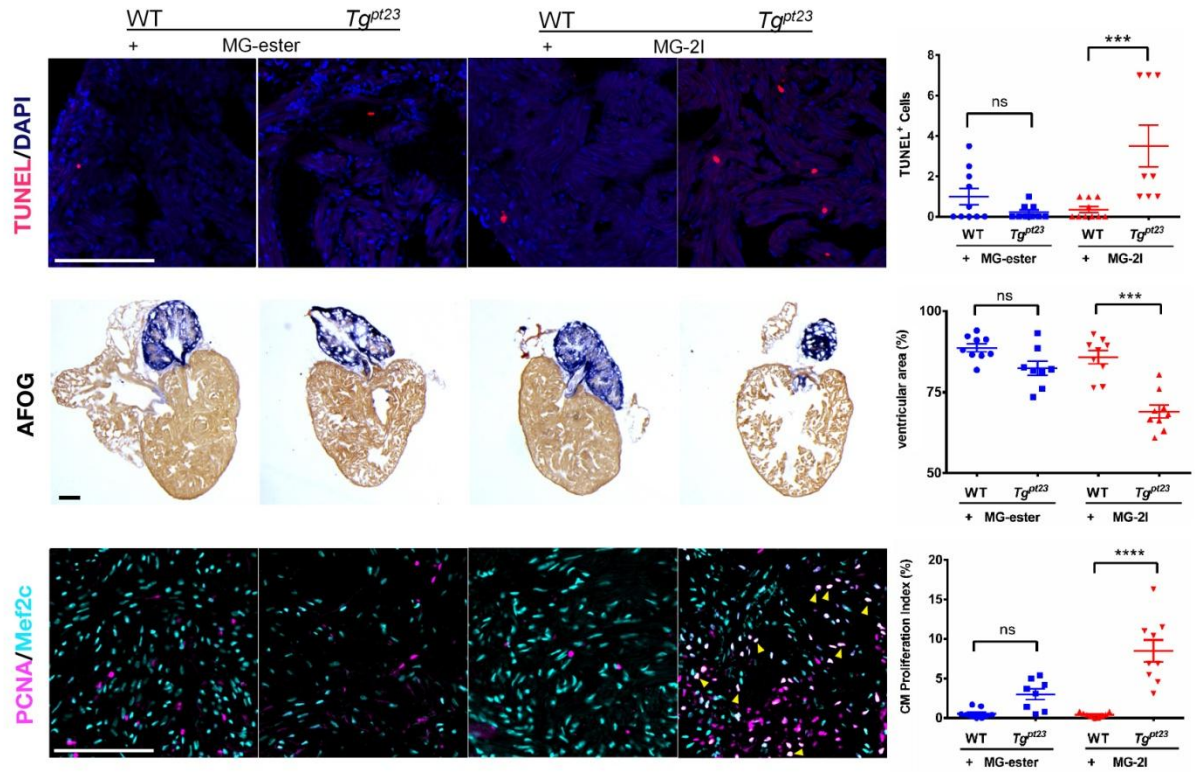 WT Tgpt23 WT Tgpt23
+ MG-ester + MG-2I
TUNEL/DAPI
TUNEL+ Cells
8
6
4
2
0
ns
***
WT Tgpt23 WT Tgpt23
+ MG-ester + MG-2I
AFOG
ventricular area (%)
100
75
50
ns
***
WT Tgpt23 WT Tgpt23
+ MG-ester + MG-2I
PCNA/Mef2c
CM Proliferation Index (%)
20
15
10
5
0
ns
****
WT Tgpt23 WT Tgpt23
+ MG-ester + MG-2I